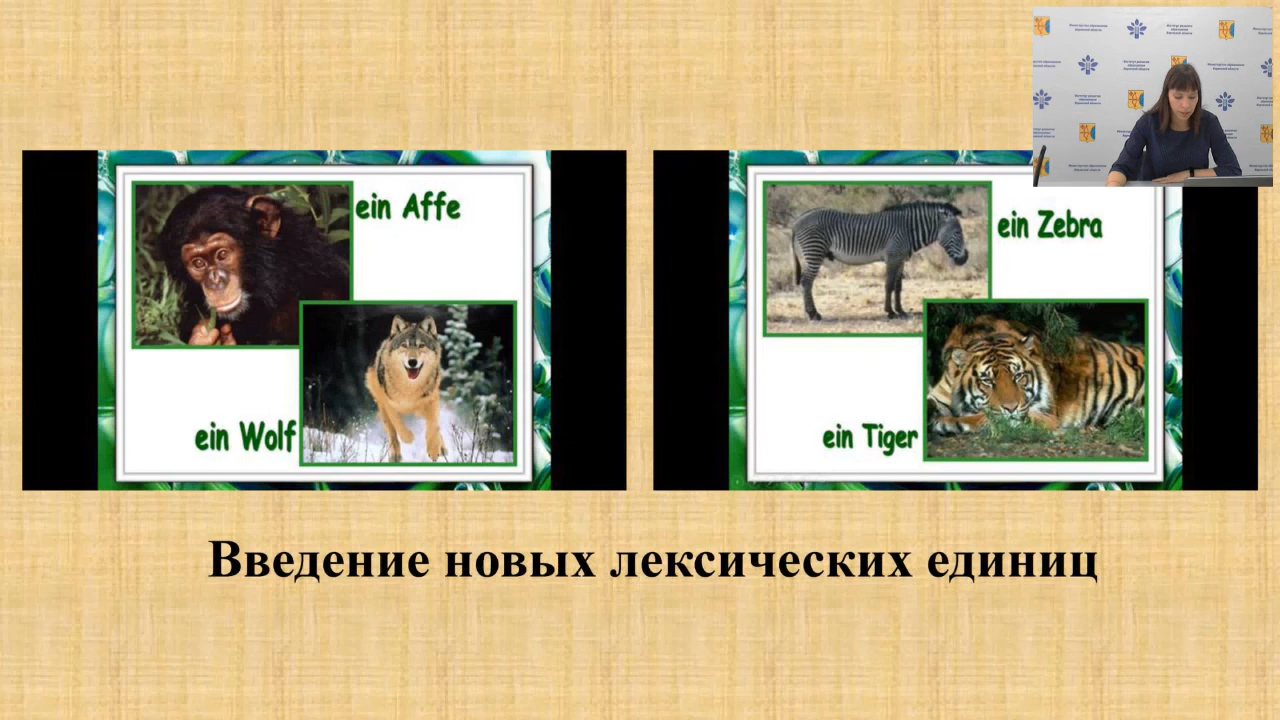 ein Affe
ein Wolf
ein Zebra
ein Tiger
Введение новых лексических единиц